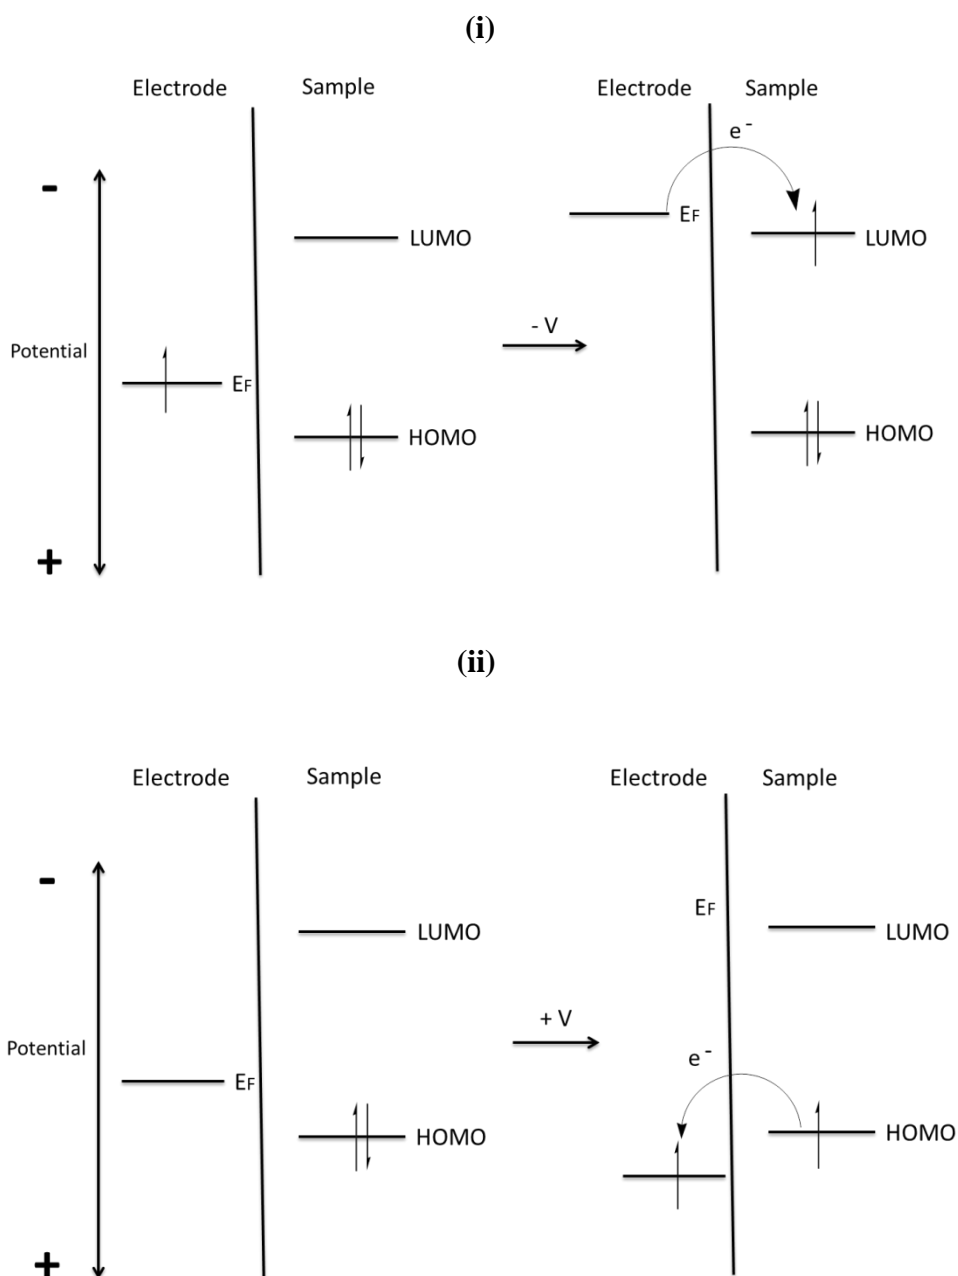 (i)
Electrode Sample Electrode Sample
e-
-
EF
LUMO LUMO
- V
Potential
EF
HOMO HOMO
+
(ii)
Electrode Sample Electrode Sample
-
EF
LUMO LUMO
+ V
Potential
e-
EF
HOMO HOMO
+